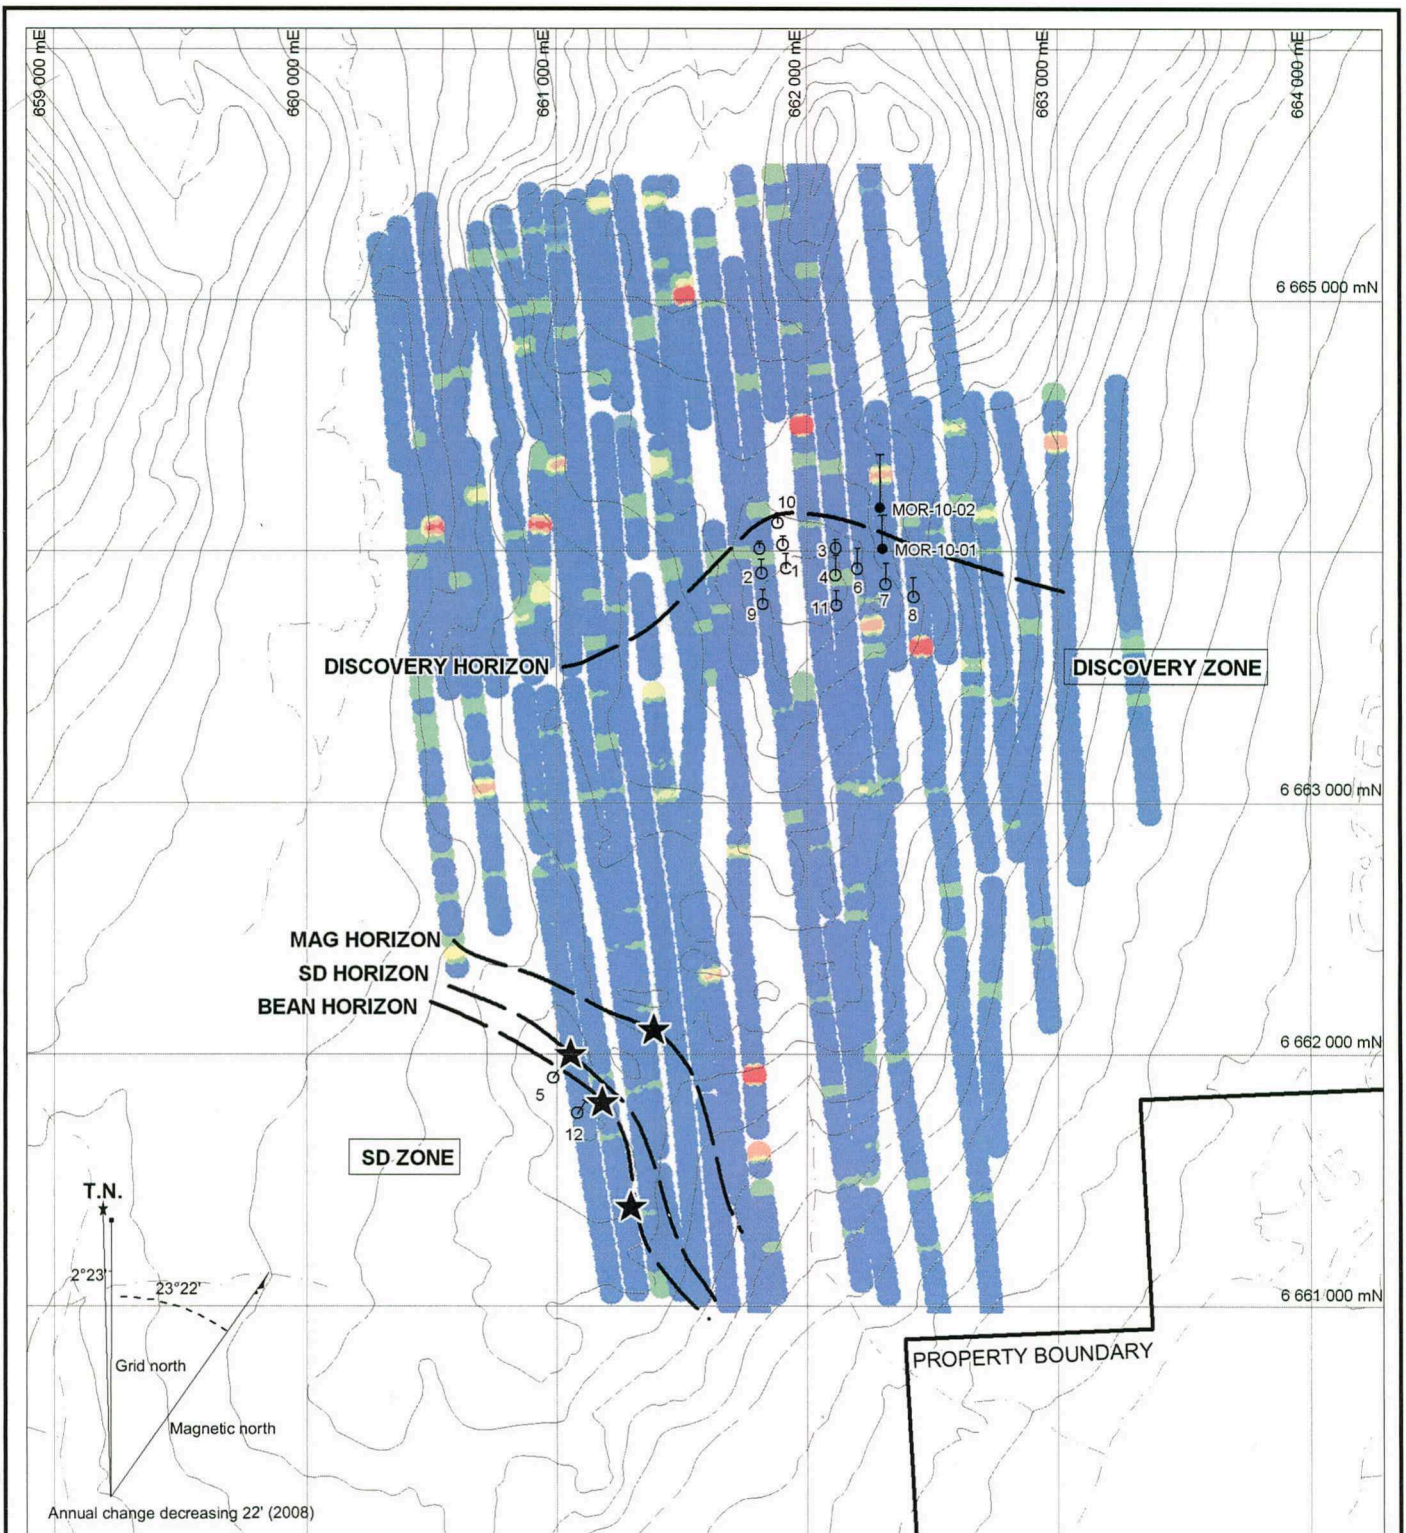 659 000 mE
660 000 mE
661 000 mE
662 000 mE
663 000 mE
664 000 mE
6 665 000 mN
10
MOR-10-02
MOR-10-01
3
1
2
4
6
7
9
11
8
DISCOVERY HORIZON
DISCOVERY ZONE
6 663 000 mN
MAG HORIZON
SD HORIZON
BEAN HORIZON
6 662 000 mN
5
12
SD ZONE
T.N.
2°23'
23°22'
6 661 000 mN
Grid north
PROPERTY BOUNDARY
Magnetic north
Annual change decreasing 22' (2008)